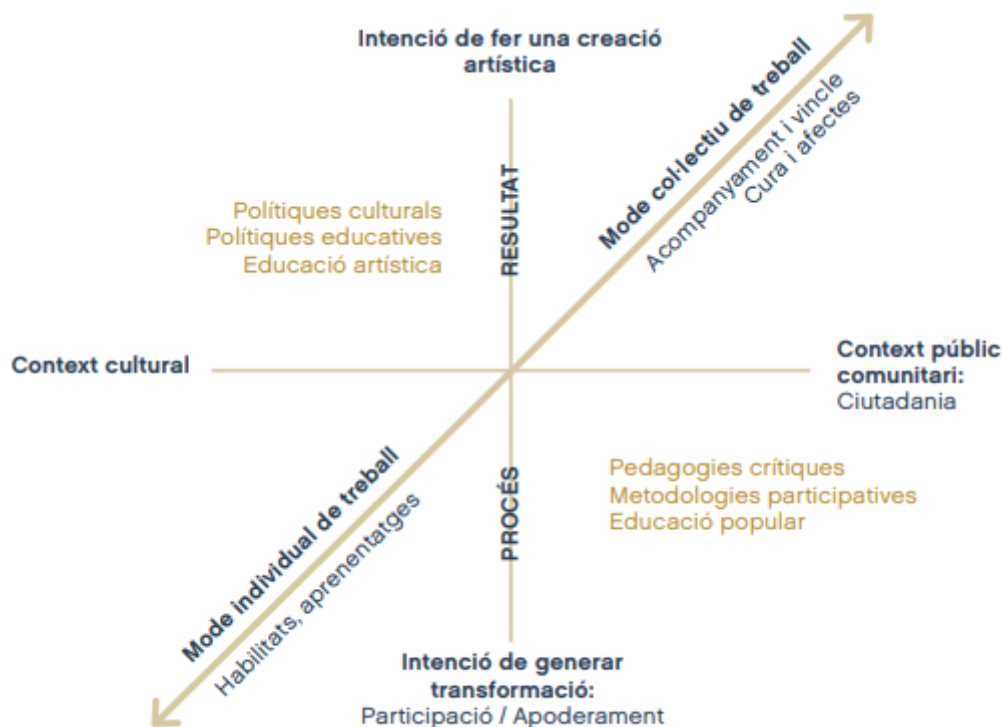 Intenció de fer una creació
artística
Mode col·lectiu de treball
Acompanyament i vincle
Cura i afectes
RESULTAT
Polítiques culturals
Polítiques educatives
Educació artística
Context cultural
Context públic
comunitari:
Ciutadania
Pedagogies crítiques
Metodologies participatives
Educació popular
PROCÉS
Mode individual de treball
Habilitats, aprenentatges
Intenció de generar
transformació:
Participació / Apoderament